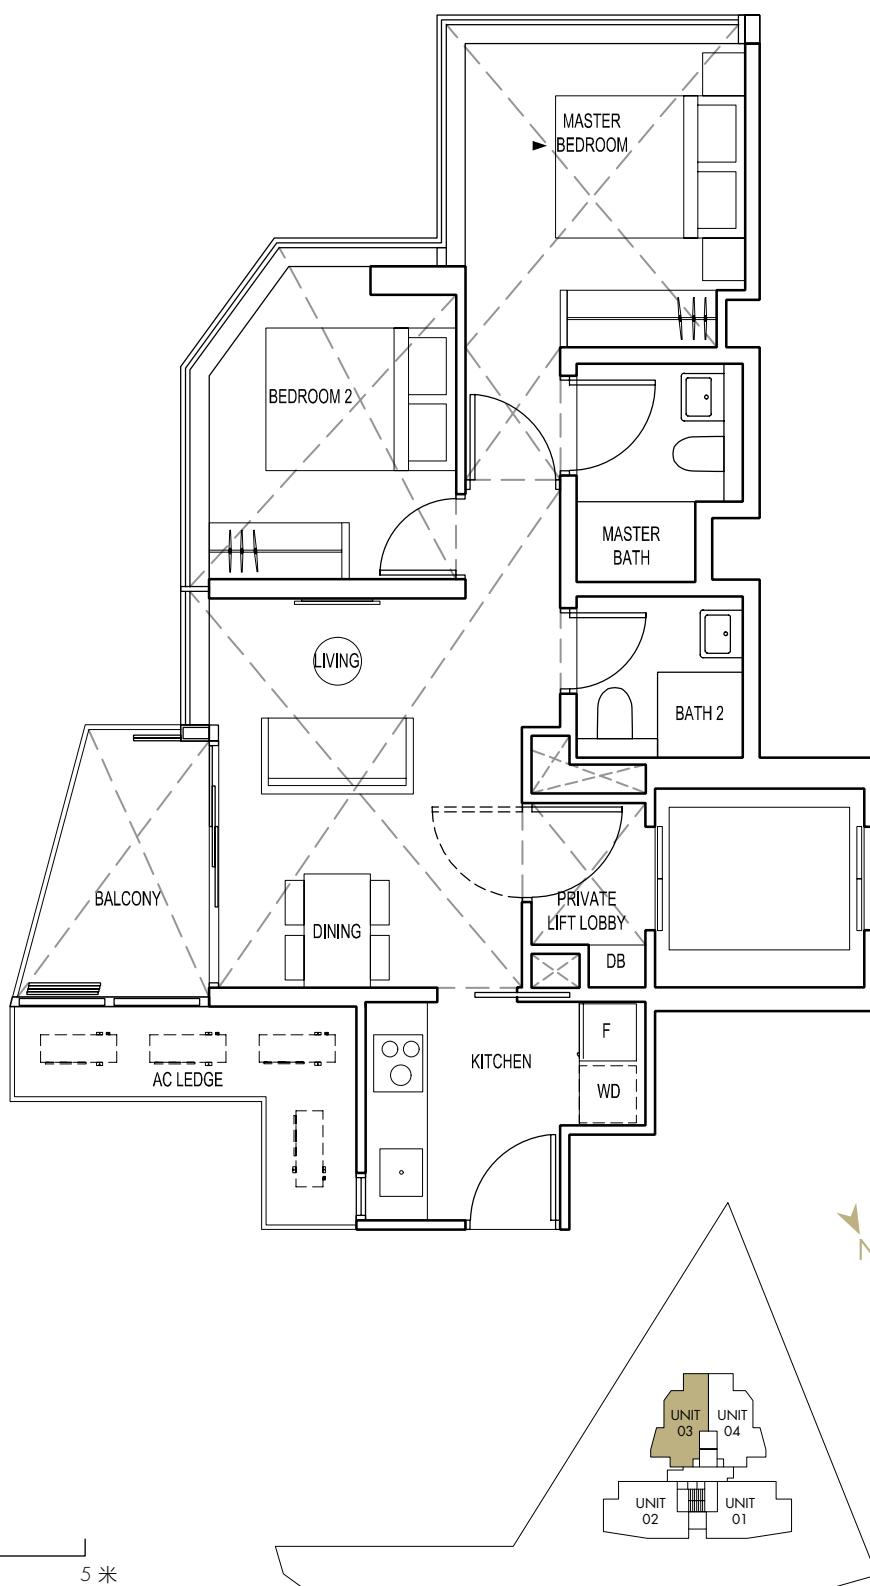 MASTER
BEDROOM
BEDROOM 2
MASTER
BATH
LIVING
BATH 2
BALCONY
DINING
PRIVATE
LIFT LOBBY
DB
F
KITCHEN
AC LEDGE
WD
N
UNIT
03
UNIT
04
UNIT
02
UNIT
01
5 米